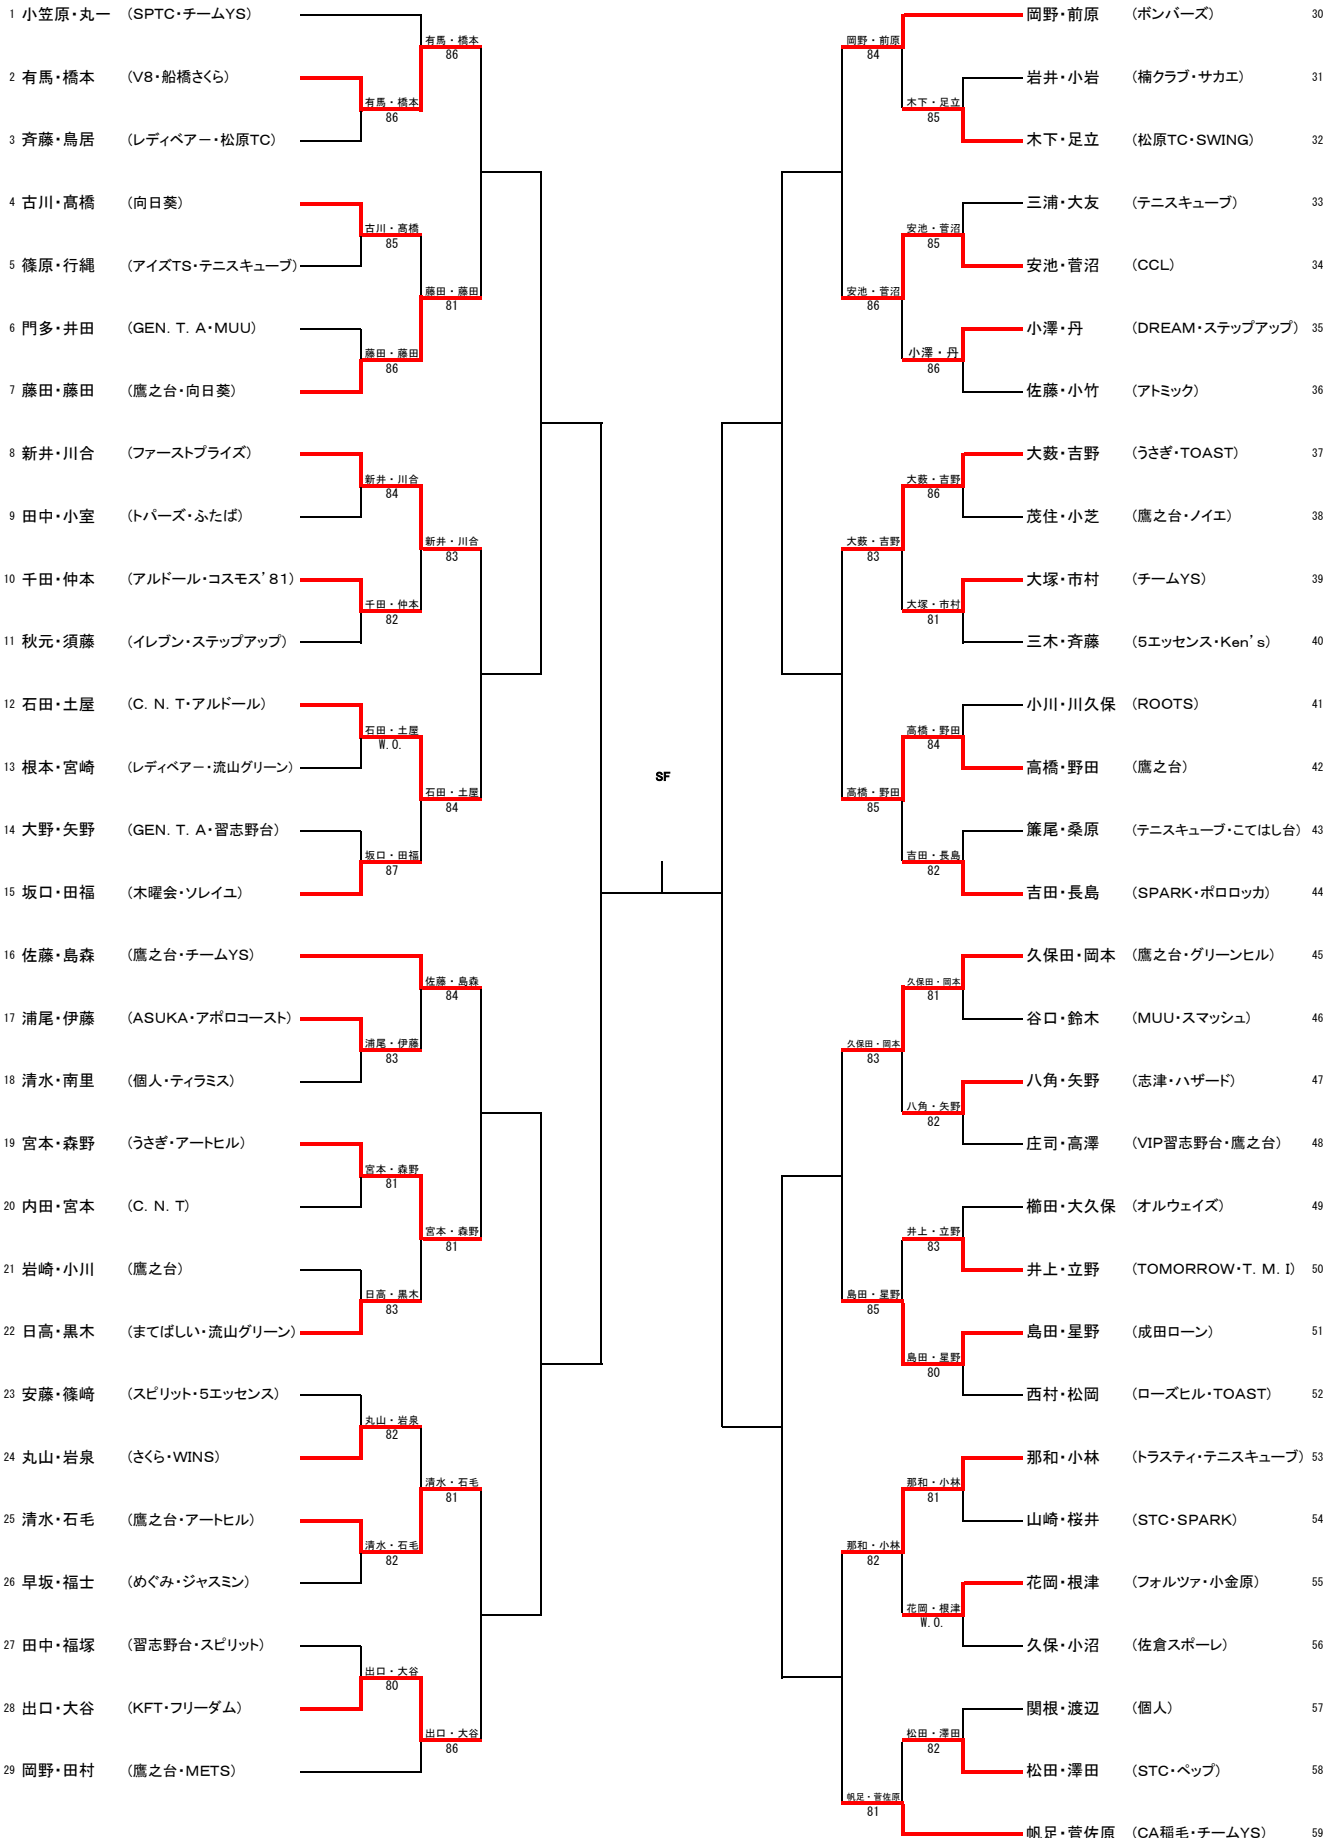 1 小笠原・丸一 (SPTC・チームYS)
有馬・橋本
86
2 有馬・橋本 (V8・船橋さくら)
有馬・橋本
86
3 斉藤・鳥居 (レディベアー・松原TC)
4 古川・髙橋 (向日葵)
古川・髙橋
85
5 篠原・行縄 (アイズTS・テニスキューブ)
藤田・藤田
81
6 門多・井田 (GEN. T. A・MUU)
藤田・藤田
86
7 藤田・藤田 (鷹之台・向日葵)
8 新井・川合 (ファーストプライズ)
新井・川合
84
9 田中・小室 (トパーズ・ふたば)
新井・川合
83
10 千田・仲本 (アルドール・コスモス'81)
千田・仲本
82
11 秋元・須藤 (イレブン・ステップアップ)
12 石田・土屋 (C. N. T・アルドール)
石田・土屋
W.O.
13 根本・宮崎 (レディベアー・流山グリーン)
石田・土屋
84
14 大野・矢野 (GEN. T. A・習志野台)
坂口・田福
87
15 坂口・田福 (木曜会・ソレイユ)
16 佐藤・島森 (鷹之台・チームYS)
佐藤・島森
84
17 浦尾・伊藤 (ASUKA・アポロコースト)
浦尾・伊藤
83
18 清水・南里 (個人・ティラミス)
19 宮本・森野 (うさぎ・アートヒル)
宮本・森野
81
20 内田・宮本 (C. N. T)
宮本・森野
81
21 岩崎・小川 (鷹之台)
日高・黒木
83
22 日高・黒木 (まてばしい・流山グリーン)
23 安藤・篠﨑 (スピリット・5エッセンス)
丸山・岩泉
82
24 丸山・岩泉 (さくら・WINS)
清水・石毛
81
25 清水・石毛 (鷹之台・アートヒル)
清水・石毛
82
26 早坂・福士 (めぐみ・ジャスミン)
27 田中・福塚 (習志野台・スピリット)
出口・大谷
80
28 出口・大谷 (KFT・フリーダム)
出口・大谷
86
29 岡野・田村 (鷹之台・METS)
SF
岡野・前原 (ボンバーズ) 30
岡野・前原
84
岩井・小岩 (楠クラブ・サカエ) 31
木下・足立
85
木下・足立 (松原TC・SWING) 32
三浦・大友 (テニスキューブ) 33
安池・菅沼
85
安池・菅沼 (CCL) 34
安池・菅沼
86
小澤・丹 (DREAM・ステップアップ) 35
小澤・丹
86
佐藤・小竹 (アトミック) 36
大薮・吉野 (うさぎ・TOAST) 37
大薮・吉野
86
茂住・小芝 (鷹之台・ノイエ) 38
大薮・吉野
83
大塚・市村 (チームYS) 39
大塚・市村
81
三木・斉藤 (5エッセンス・Ken's) 40
小川・川久保 (ROOTS) 41
高橋・野田
84
高橋・野田 (鷹之台) 42
高橋・野田
85
簾尾・桑原 (テニスキューブ・こてはし台) 43
吉田・長島
82
吉田・長島 (SPARK・ポロロッカ) 44
久保田・岡本 (鷹之台・グリーンヒル) 45
久保田・岡本
81
谷口・鈴木 (MUU・スマッシュ) 46
久保田・岡本
83
八角・矢野 (志津・ハザード) 47
八角・矢野
82
庄司・高澤 (VIP習志野台・鷹之台) 48
櫛田・大久保 (オルウェイズ) 49
井上・立野
83
井上・立野 (TOMORROW・T. M. I) 50
島田・星野
85
島田・星野 (成田ローン) 51
島田・星野
80
西村・松岡 (ローズヒル・TOAST) 52
那和・小林 (トラスティ・テニスキューブ) 53
那和・小林
81
山崎・桜井 (STC・SPARK) 54
那和・小林
82
花岡・根津 (フォルツァ・小金原) 55
花岡・根津
W.O.
久保・小沼 (佐倉スポーレ) 56
関根・渡辺 (個人) 57
松田・澤田
82
松田・澤田 (STC・ペップ) 58
帆足・菅佐原
81
帆足・菅佐原 (CA稲毛・チームYS) 59